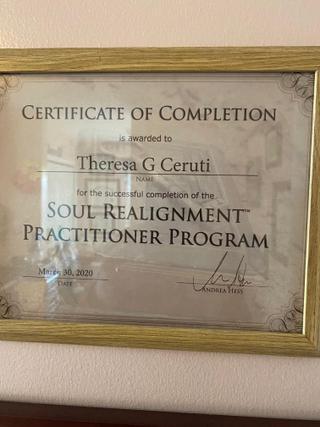 CERTIFICATE OF COMPLETION
is awarded to
Theresa G Ceruti
NAME
for the successful completion of the
SOUL REALIGNMENT™
PRACTITIONER PROGRAM
March 30, 2020
DATE
ANDREA HESS